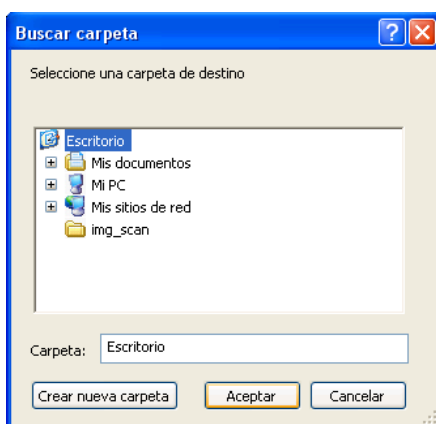 Buscar carpeta
Seleccione una carpeta de destino
Escritorio
Mis documentos
Mi PC
Mis sitios de red
img_scan
Carpeta: Escritorio
Crear nueva carpeta Aceptar Cancelar